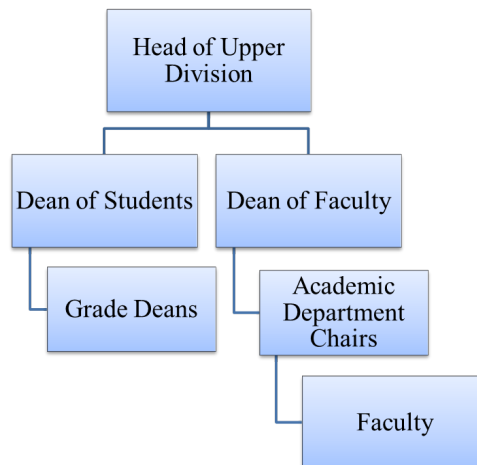 Head of Upper
Division
Dean of Students
Dean of Faculty
Grade Deans
Academic
Department
Chairs
Faculty